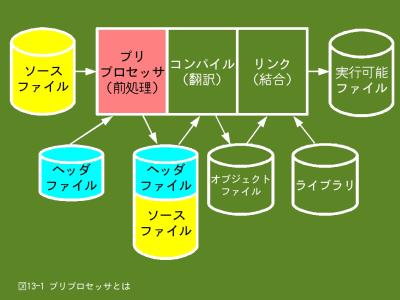 ソース
ファイル
プリ
プロセッサ
(前処理)
コンパイル
(翻訳)
リンク
(結合)
実行可能
ファイル
ヘッダ
ファイル
ヘッダ
ファイル
ソース
ファイル
オブジェクト
ファイル
ライブラリ
図13-1 プリプロセッサとは